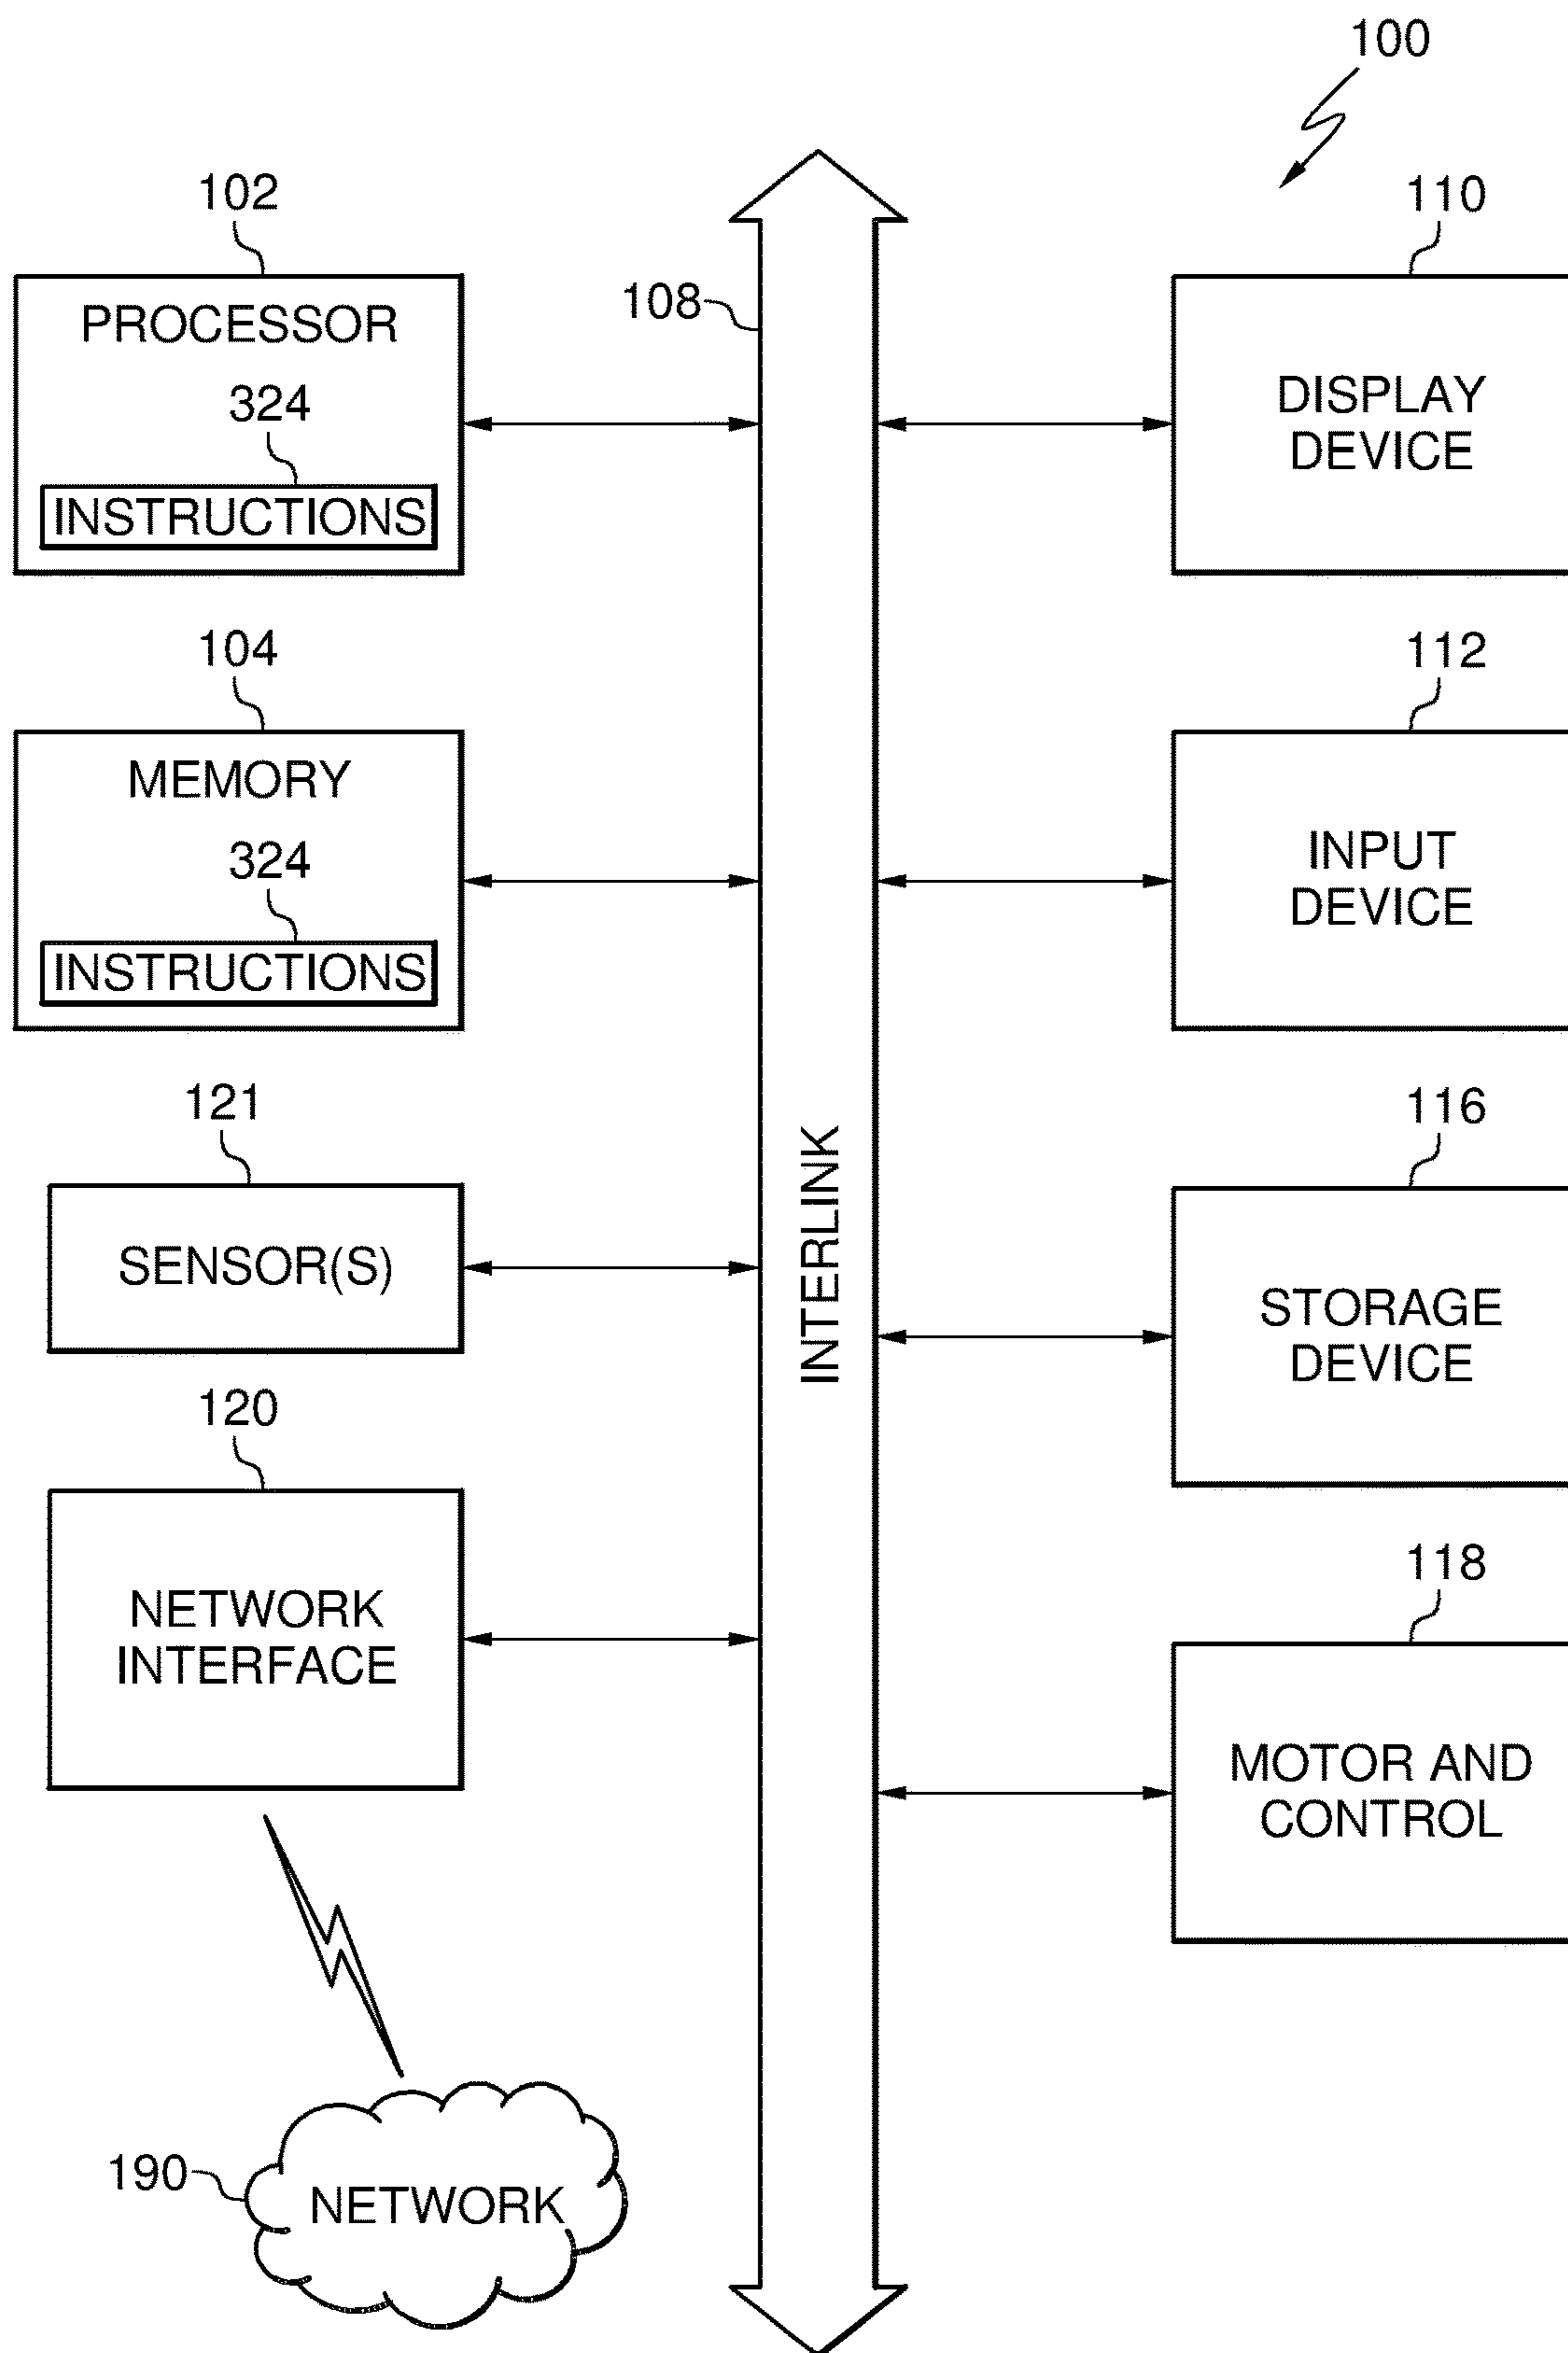 100
102
PROCESSOR
324
INSTRUCTIONS
104
MEMORY
324
INSTRUCTIONS
121
SENSOR(S)
120
NETWORK
INTERFACE
190
NETWORK
108
INTERLINK
110
DISPLAY
DEVICE
112
INPUT
DEVICE
116
STORAGE
DEVICE
118
MOTOR AND
CONTROL